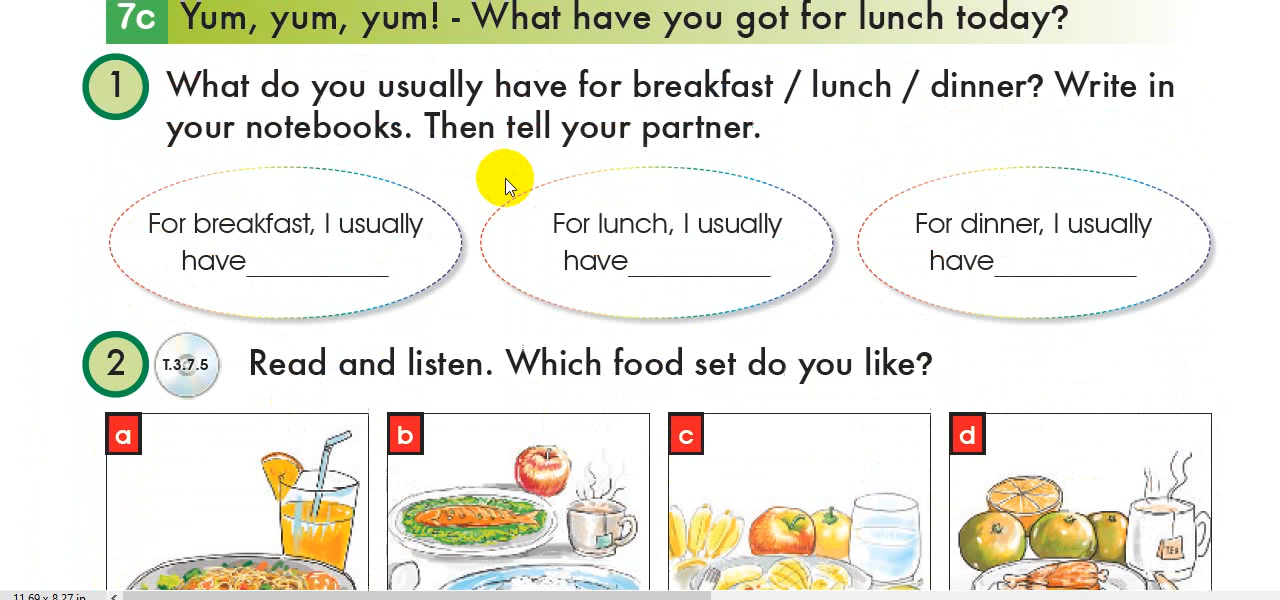 7c Yum, yum, yum! - What have you got for lunch today?
1 What do you usually have for breakfast / lunch / dinner? Write in
your notebooks. Then tell your partner.
For breakfast, I usually
have__________
For lunch, I usually
have__________
For dinner, I usually
have__________
2 T.3.7.5 Read and listen. Which food set do you like?
a
b
c
d
TEA
11.69 x 8.27 in